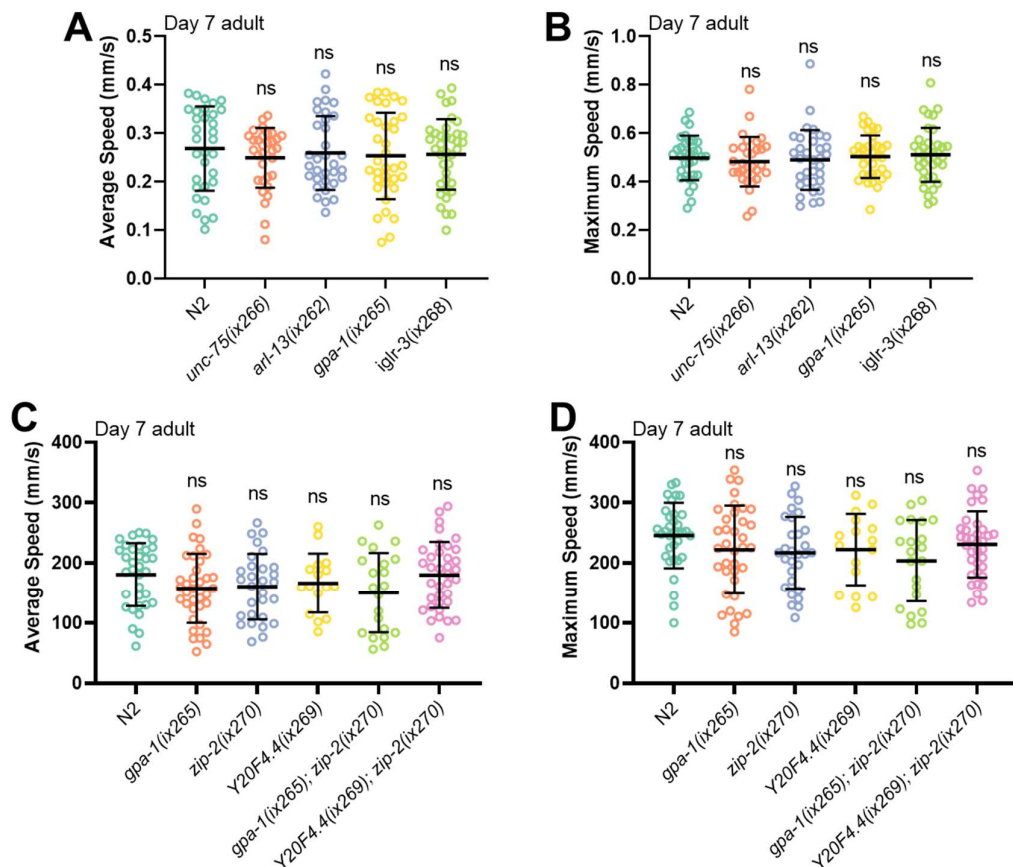 A
Day 7 adult
Average Speed (mm/s)
0.5
0.4
0.3
0.2
0.1
0.0
ns
ns
ns
ns
N2
unc-75(ix266)
arl-13(ix262)
gpa-1(ix265)
iglr-3(ix268)
B
Day 7 adult
Maximum Speed (mm/s)
1.0
0.8
0.6
0.4
0.2
0.0
ns
ns
ns
ns
N2
unc-75(ix266)
arl-13(ix262)
gpa-1(ix265)
iglr-3(ix268)
C
Day 7 adult
Average Speed (mm/s)
400
300
200
100
0
ns
ns
ns
ns
ns
N2
gpa-1(ix265)
zip-2(ix270)
Y20F4.4(ix269)
gpa-1(ix265); zip-2(ix270)
Y20F4.4(ix269); zip-2(ix270)
D
Day 7 adult
Maximum Speed (mm/s)
400
300
200
100
0
ns
ns
ns
ns
ns
N2
gpa-1(ix265)
zip-2(ix270)
Y20F4.4(ix269)
gpa-1(ix265); zip-2(ix270)
Y20F4.4(ix269); zip-2(ix270)